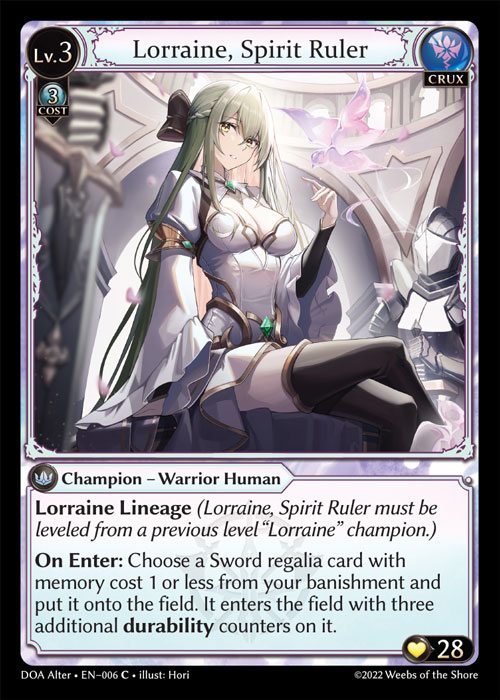 Lv.3
Lorraine, Spirit Ruler
CRUX
3
COST
Champion – Warrior Human
Lorraine Lineage (Lorraine, Spirit Ruler must be
leveled from a previous level “Lorraine” champion.)
On Enter: Choose a Sword regalia card with
memory cost 1 or less from your banishment and
put it onto the field. It enters the field with three
additional durability counters on it.
28
DOA Alter • EN–006 C • illust: Hori
©2022 Weebs of the Shore